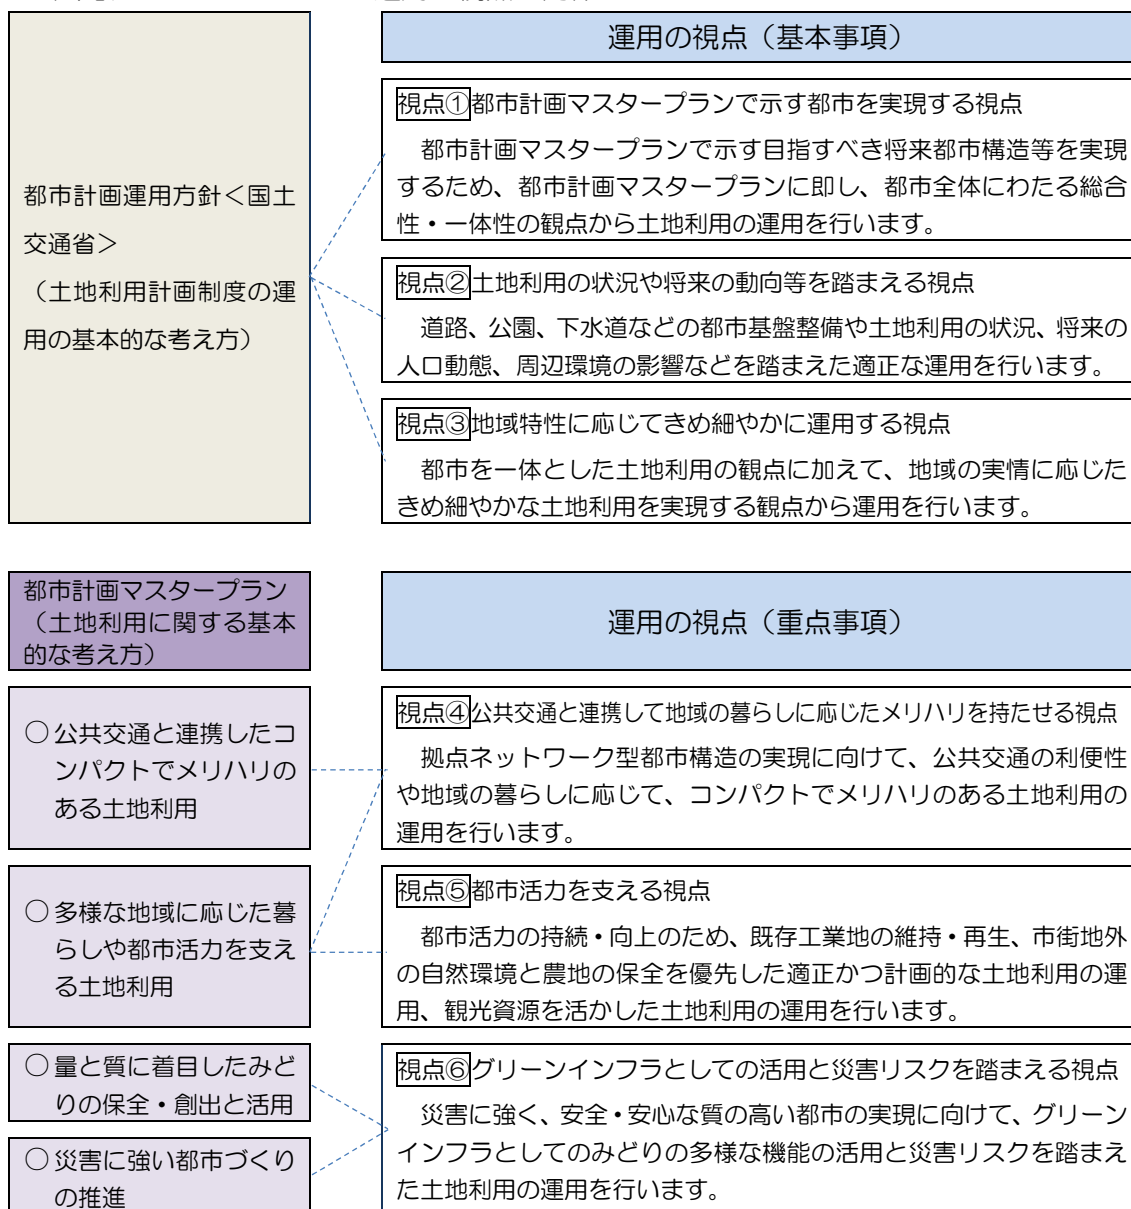 都市計画運用方針＜国土
交通省＞
（土地利用計画制度の運
用の基本的な考え方）
運用の視点（基本事項）
視点①都市計画マスタープランで示す都市を実現する視点
都市計画マスタープランで示す目指すべき将来都市構造等を実現
するため、都市計画マスタープランに即し、都市全体にわたる総合
性・一体性の観点から土地利用の運用を行います。
視点②土地利用の状況や将来の動向等を踏まえる視点
道路、公園、下水道などの都市基盤整備や土地利用の状況、将来の
人口動態、周辺環境の影響などを踏まえた適正な運用を行います。
視点③地域特性に応じてきめ細やかに運用する視点
都市を一体とした土地利用の観点に加えて、地域の実情に応じた
きめ細やかな土地利用を実現する観点から運用を行います。
都市計画マスタープラン
（土地利用に関する基本
的な考え方）
運用の視点（重点事項）
○公共交通と連携したコ
ンパクトでメリハリの
ある土地利用
視点④公共交通と連携して地域の暮らしに応じたメリハリを持たせる視点
拠点ネットワーク型都市構造の実現に向けて、公共交通の利便性
や地域の暮らしに応じて、コンパクトでメリハリのある土地利用の
運用を行います。
○多様な地域に応じた暮
らしや都市活力を支え
る土地利用
視点⑤都市活力を支える視点
都市活力の持続・向上のため、既存工業地の維持・再生、市街地外
の自然環境と農地の保全を優先した適正かつ計画的な土地利用の運
用、観光資源を活かした土地利用の運用を行います。
○量と質に着目したみど
りの保全・創出と活用
○災害に強い都市づくり
の推進
視点⑥グリーンインフラとしての活用と災害リスクを踏まえる視点
災害に強く、安全・安心な質の高い都市の実現に向けて、グリーン
インフラとしてのみどりの多様な機能の活用と災害リスクを踏まえ
た土地利用の運用を行います。